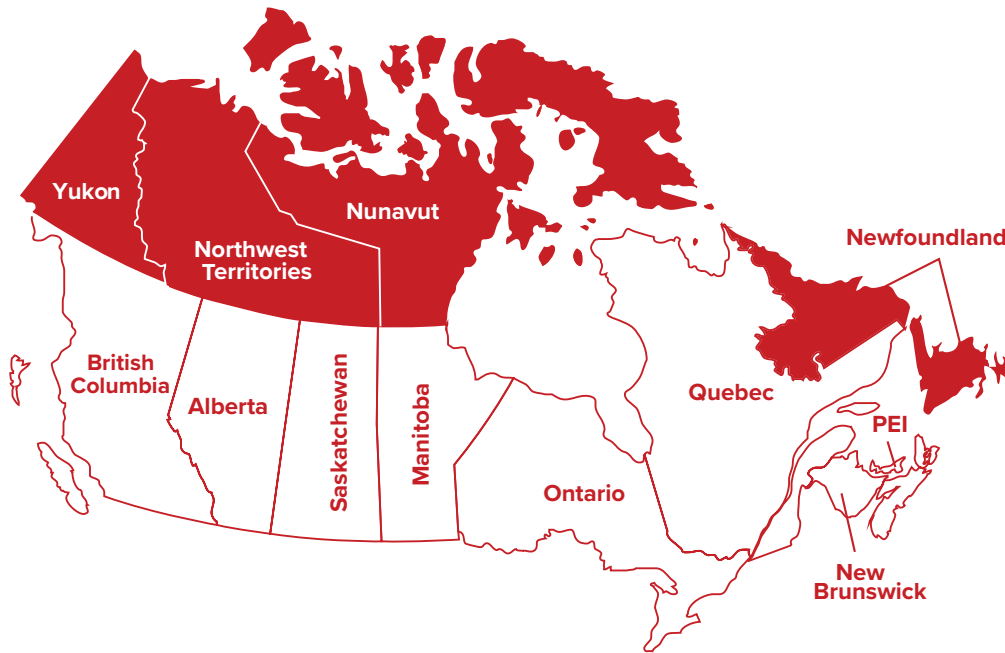 Yukon
Nunavut
Northwest
Territories
Newfoundland
British
Columbia
Alberta
Saskatchewan
Manitoba
Quebec
PEI
Ontario
New
Brunswick